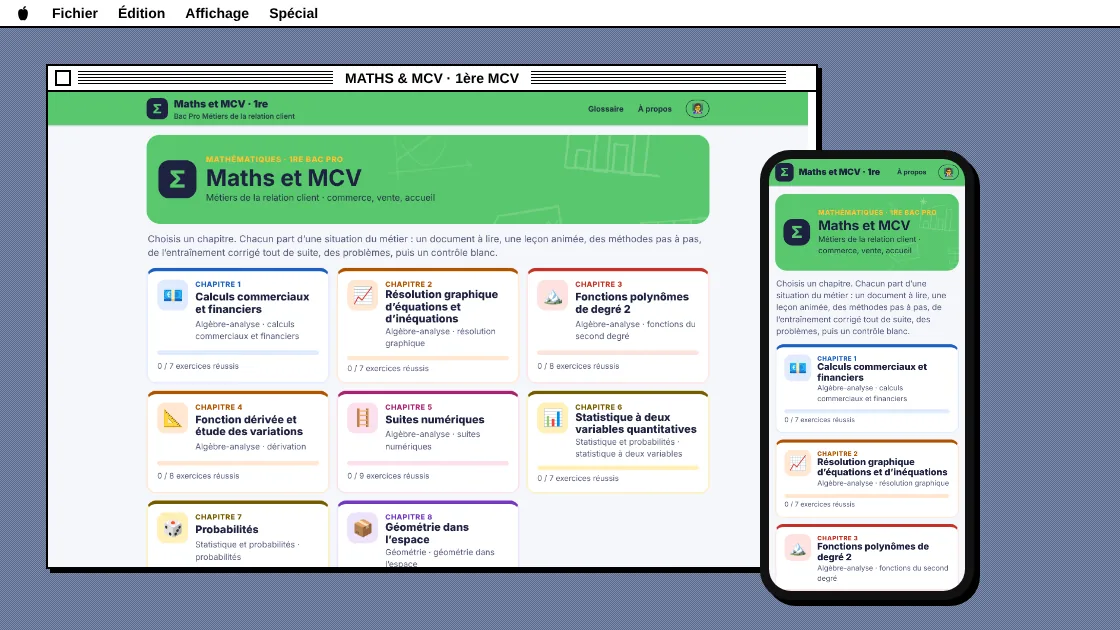 Fichier Édition Affichage Spécial
MATHS & MCV · 1ère MCV
Σ Maths et MCV · 1re
Bac Pro Métiers de la relation client
Glossaire À propos
MATHÉMATIQUES · 1RE BAC PRO
Σ Maths et MCV
Métiers de la relation client · commerce, vente, accueil
Choisis un chapitre. Chacun part d'une situation du métier : un document à lire, une leçon animée, des méthodes pas à pas,
de l'entraînement corrigé tout de suite, des problèmes, puis un contrôle blanc.
CHAPITRE 1
Calculs commerciaux
et financiers
Algèbre-analyse · calculs
commerciaux et financiers
0 / 7 exercices réussis
CHAPITRE 2
Résolution graphique
d'équations et
d'inéquations
Algèbre-analyse · résolution
graphique
0 / 7 exercices réussis
CHAPITRE 3
Fonctions polynômes
de degré 2
Algèbre-analyse · fonctions du
second degré
0 / 8 exercices réussis
CHAPITRE 4
Fonction dérivée et
étude des variations
Algèbre-analyse · dérivation
0 / 8 exercices réussis
CHAPITRE 5
Suites numériques
Algèbre-analyse · suites
numériques
0 / 9 exercices réussis
CHAPITRE 6
Statistique à deux
variables quantitatives
Statistique et probabilités ·
statistique à deux variables
0 / 7 exercices réussis
CHAPITRE 7
Probabilités
Statistique et probabilités ·
probabilités
CHAPITRE 8
Géométrie dans
l'espace
Géométrie · géométrie dans
l'espace
Σ Maths et MCV · 1re À propos
MATHÉMATIQUES · 1RE BAC PRO
Σ Maths et MCV
Métiers de la relation client ·
commerce, vente, accueil
Choisis un chapitre. Chacun part d'une
situation du métier : un document à lire, une
leçon animée, des méthodes pas à pas, de
l'entraînement corrigé tout de suite, des
problèmes, puis un contrôle blanc.
CHAPITRE 1
Calculs commerciaux et
financiers
Algèbre-analyse · calculs
commerciaux et financiers
0 / 7 exercices réussis
CHAPITRE 2
Résolution graphique
d'équations et d'inéquations
Algèbre-analyse · résolution graphique
0 / 7 exercices réussis
CHAPITRE 3
Fonctions polynômes de
degré 2
Algèbre-analyse · fonctions du second
degré